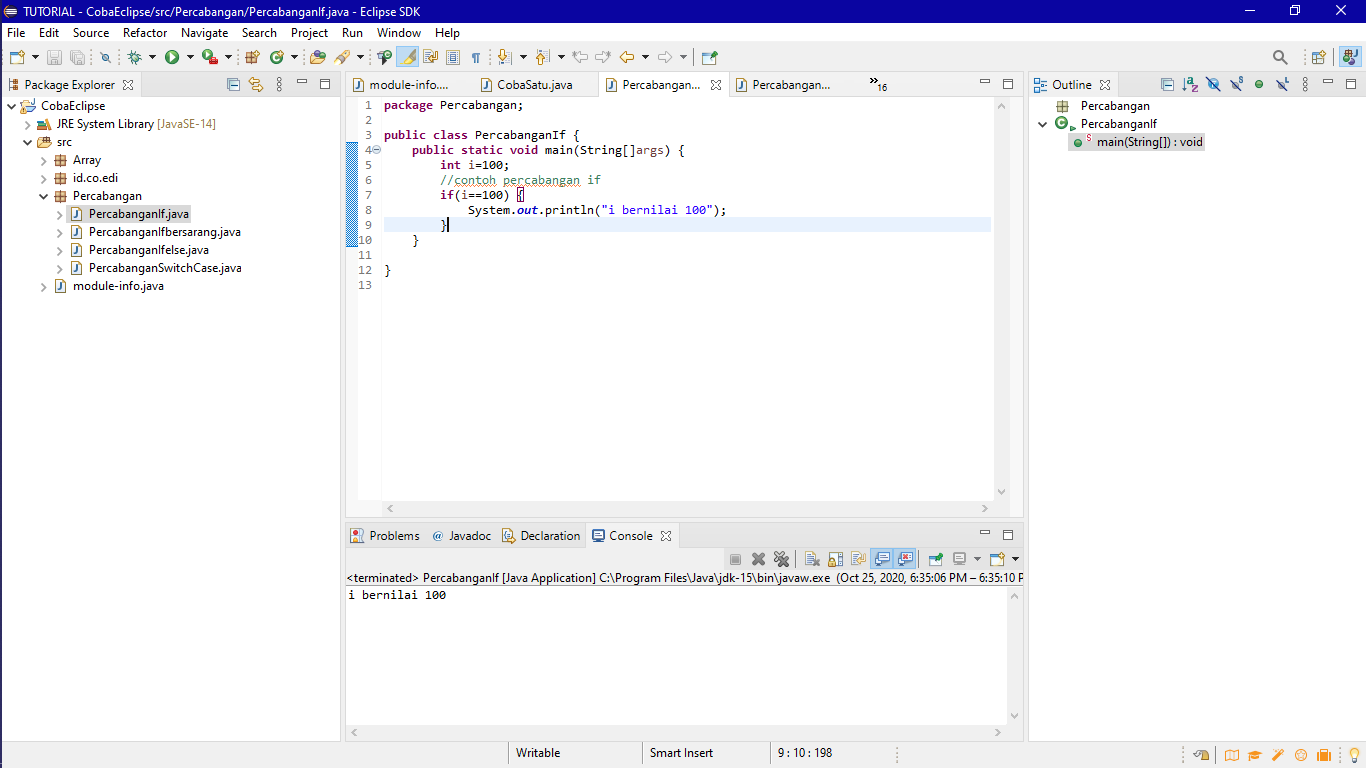 TUTORIAL - CobaEclipse/src/Percabangan/PercabanganIf.java - Eclipse SDK
File Edit Source Refactor Navigate Search Project Run Window Help
Package Explorer
CobaEclipse
JRE System Library [JavaSE-14]
src
Array
id.co.edi
Percabangan
PercabanganIf.java
PercabanganIfbersarang.java
PercabanganIfelse.java
PercabanganSwitchCase.java
module-info.java
module-info.... CobaSatu.java Percabangan... Percabangan... »16
1 package Percabangan;
2
3 public class PercabanganIf {
4 public static void main(String[]args) {
5 int i=100;
6 //contoh percabangan if
7 if(i==100) {
8 System.out.println("i bernilai 100");
9 }
10 }
11
12 }
13
Outline
Percabangan
PercabanganIf
main(String[]) : void
Problems @ Javadoc Declaration Console
<terminated> PercabanganIf [Java Application] C:\Program Files\Java\jdk-15\bin\javaw.exe (Oct 25, 2020, 6:35:06 PM – 6:35:10 P
i bernilai 100
Writable Smart Insert 9 : 10 : 198